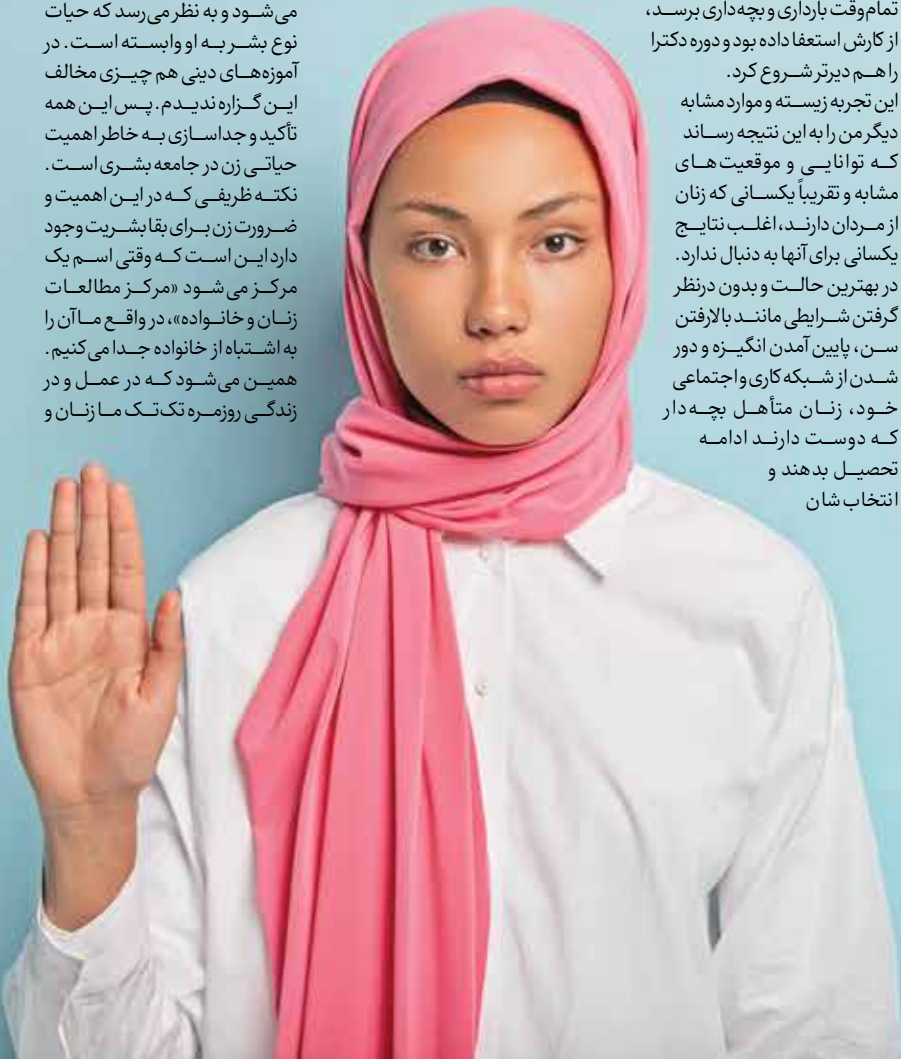 تمام‌وقت بارداری و بچه‌داری برسد،
از کارش استعفا داده بود و دوره دکترا
را هم دیرتر شروع کرد.
این تجربه زیسته و موارد مشابه
دیگر من را به این نتیجه رساند
که توانایی و موقعیت‌های
مشابه و تقریباً یکسانی که زنان
از مردان دارند، اغلب نتایج
یکسانی برای آنها به دنبال ندارد.
در بهترین حالت و بدون درنظر
گرفتن شرایطی مانند بالارفتن
سن، پایین آمدن انگیزه و دور
شدن از شبکه کاری و اجتماعی
خود، زنان متأهل بچه‌دار
که دوست دارند ادامه
تحصیل بدهند و
انتخاب‌شان
می‌شود و به نظر می‌رسد که حیات
نوع بشر به او وابسته است. در
آموزه‌های دینی هم چیزی مخالف
این گزاره ندیدم. پس این همه
تأکید و جداسازی به خاطر اهمیت
حیاتی زن در جامعه بشری است.
نکته ظریفی که در این اهمیت و
ضرورت زن برای بقا بشریت وجود
دارد این است که وقتی اسم یک
مرکز می‌شود «مرکز مطالعات
زنان و خانواده»، در واقع ما آن را
به اشتباه از خانواده جدا می‌کنیم.
همین می‌شود که در عمل و در
زندگی روزمره تک‌تک ما زنان و